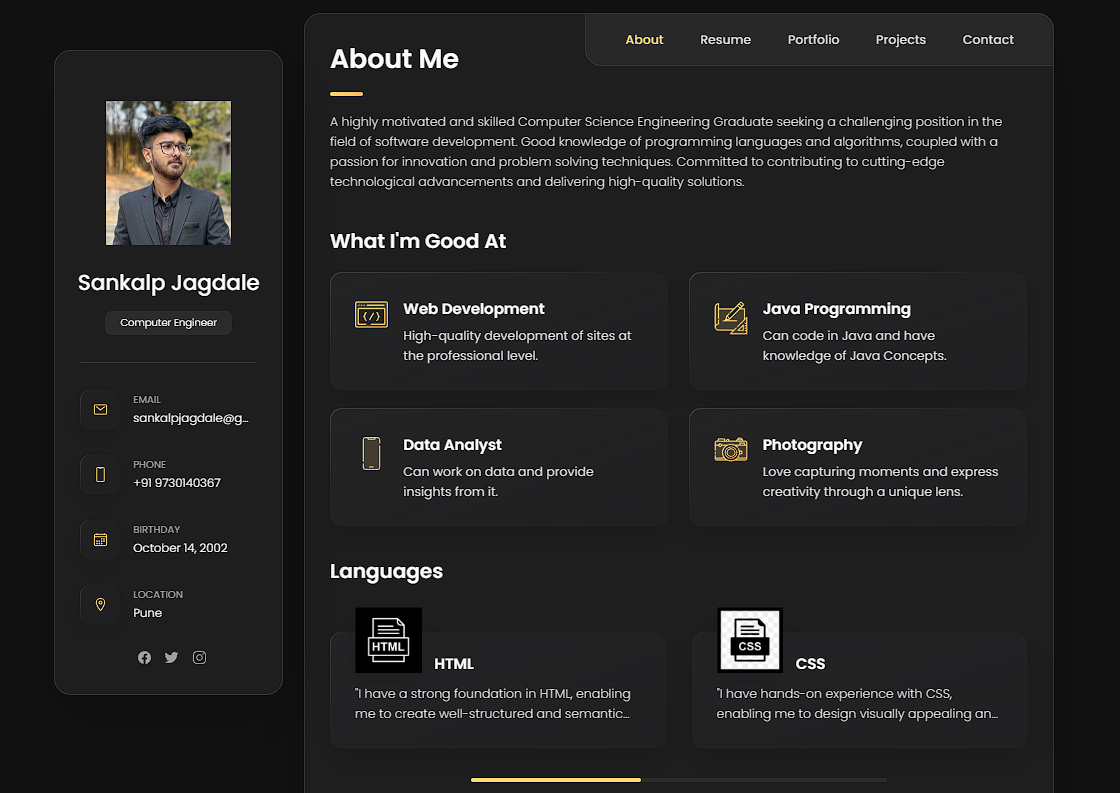 About
Resume
Portfolio
Projects
Contact
Sankalp Jagdale
Computer Engineer
EMAIL
sankalpjagdale@g...
PHONE
+91 9730140367
BIRTHDAY
October 14, 2002
LOCATION
Pune
About Me
A highly motivated and skilled Computer Science Engineering Graduate seeking a challenging position in the
field of software development. Good knowledge of programming languages and algorithms, coupled with a
passion for innovation and problem solving techniques. Committed to contributing to cutting-edge
technological advancements and delivering high-quality solutions.
What I'm Good At
Web Development
High-quality development of sites at
the professional level.
Java Programming
Can code in Java and have
knowledge of Java Concepts.
Data Analyst
Can work on data and provide
insights from it.
Photography
Love capturing moments and express
creativity through a unique lens.
Languages
HTML
HTML
"I have a strong foundation in HTML, enabling
me to create well-structured and semantic...
CSS
CSS
"I have hands-on experience with CSS,
enabling me to design visually appealing an...